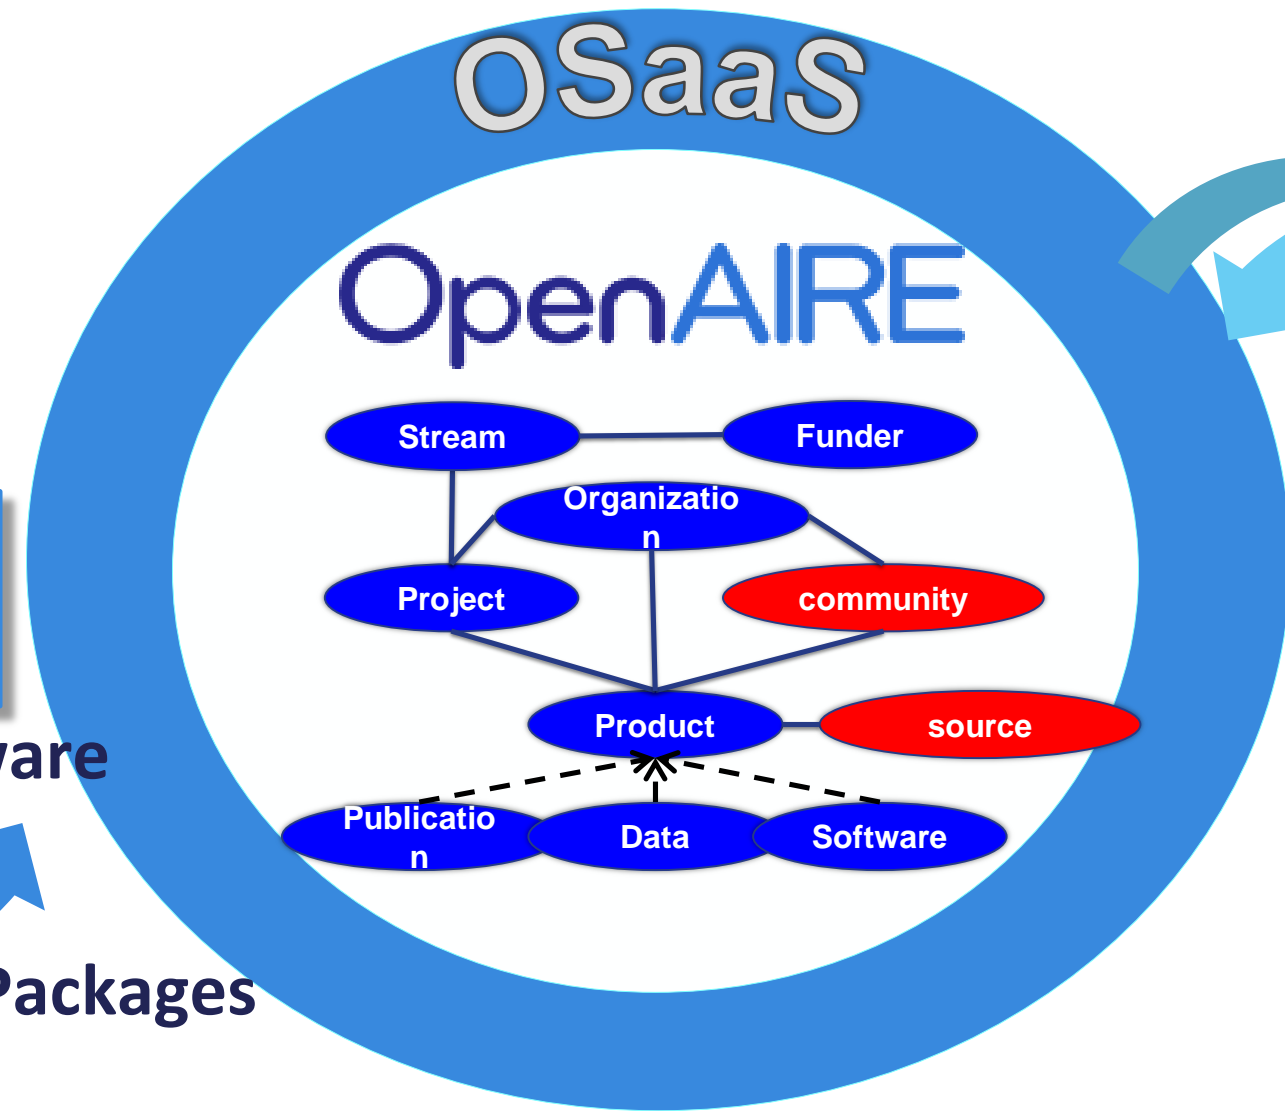 OSaaS
OpenAIRE
Stream
Funder
Organizatio
n
Project
community
Product
source
ware
Publicatio
n
Data
Software
Packages